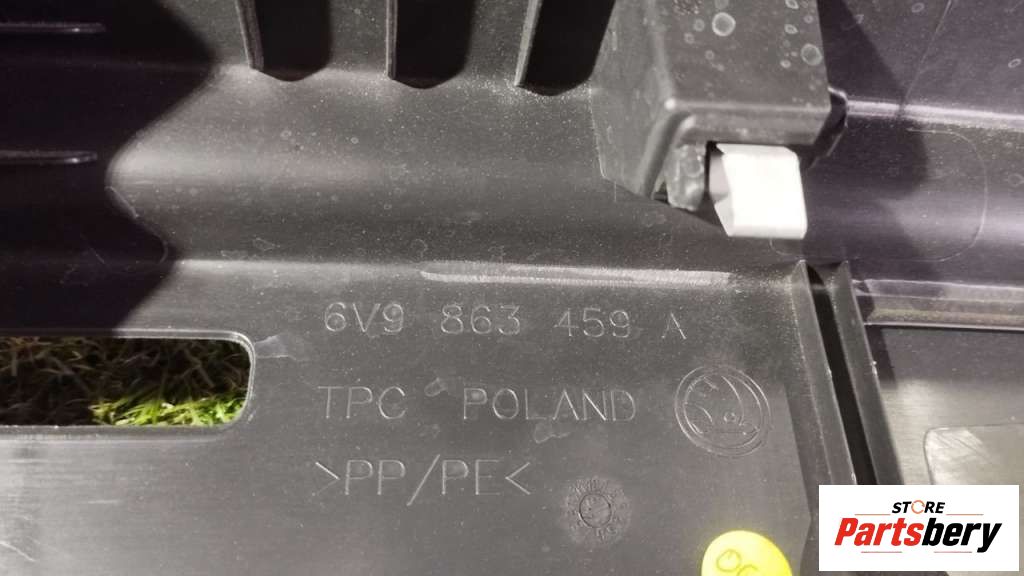 6V9 863 459 A
TPC POLAND
>PP/PE<
STORE
Partsbery